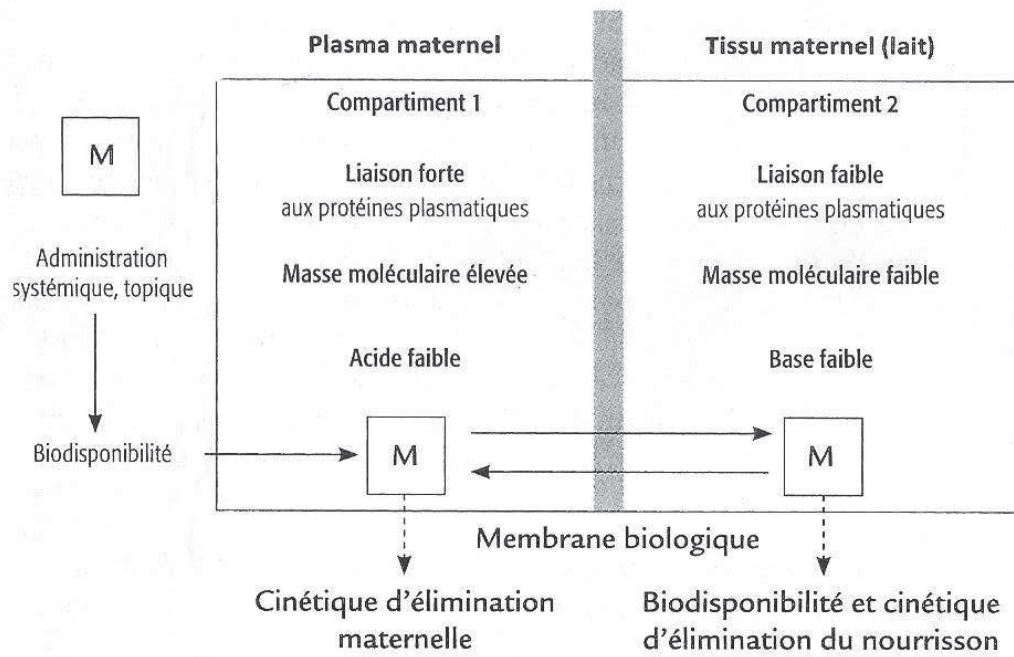 Plasma maternel
Tissu maternel (lait)
Compartiment 1
Compartiment 2
M
Liaison forte
aux protéines plasmatiques
Liaison faible
aux protéines plasmatiques
Administration
systémique, topique
Masse moléculaire élevée
Masse moléculaire faible
Acide faible
Base faible
Biodisponibilité
M
M
Membrane biologique
Cinétique d'élimination
maternelle
Biodisponibilité et cinétique
d'élimination du nourrisson